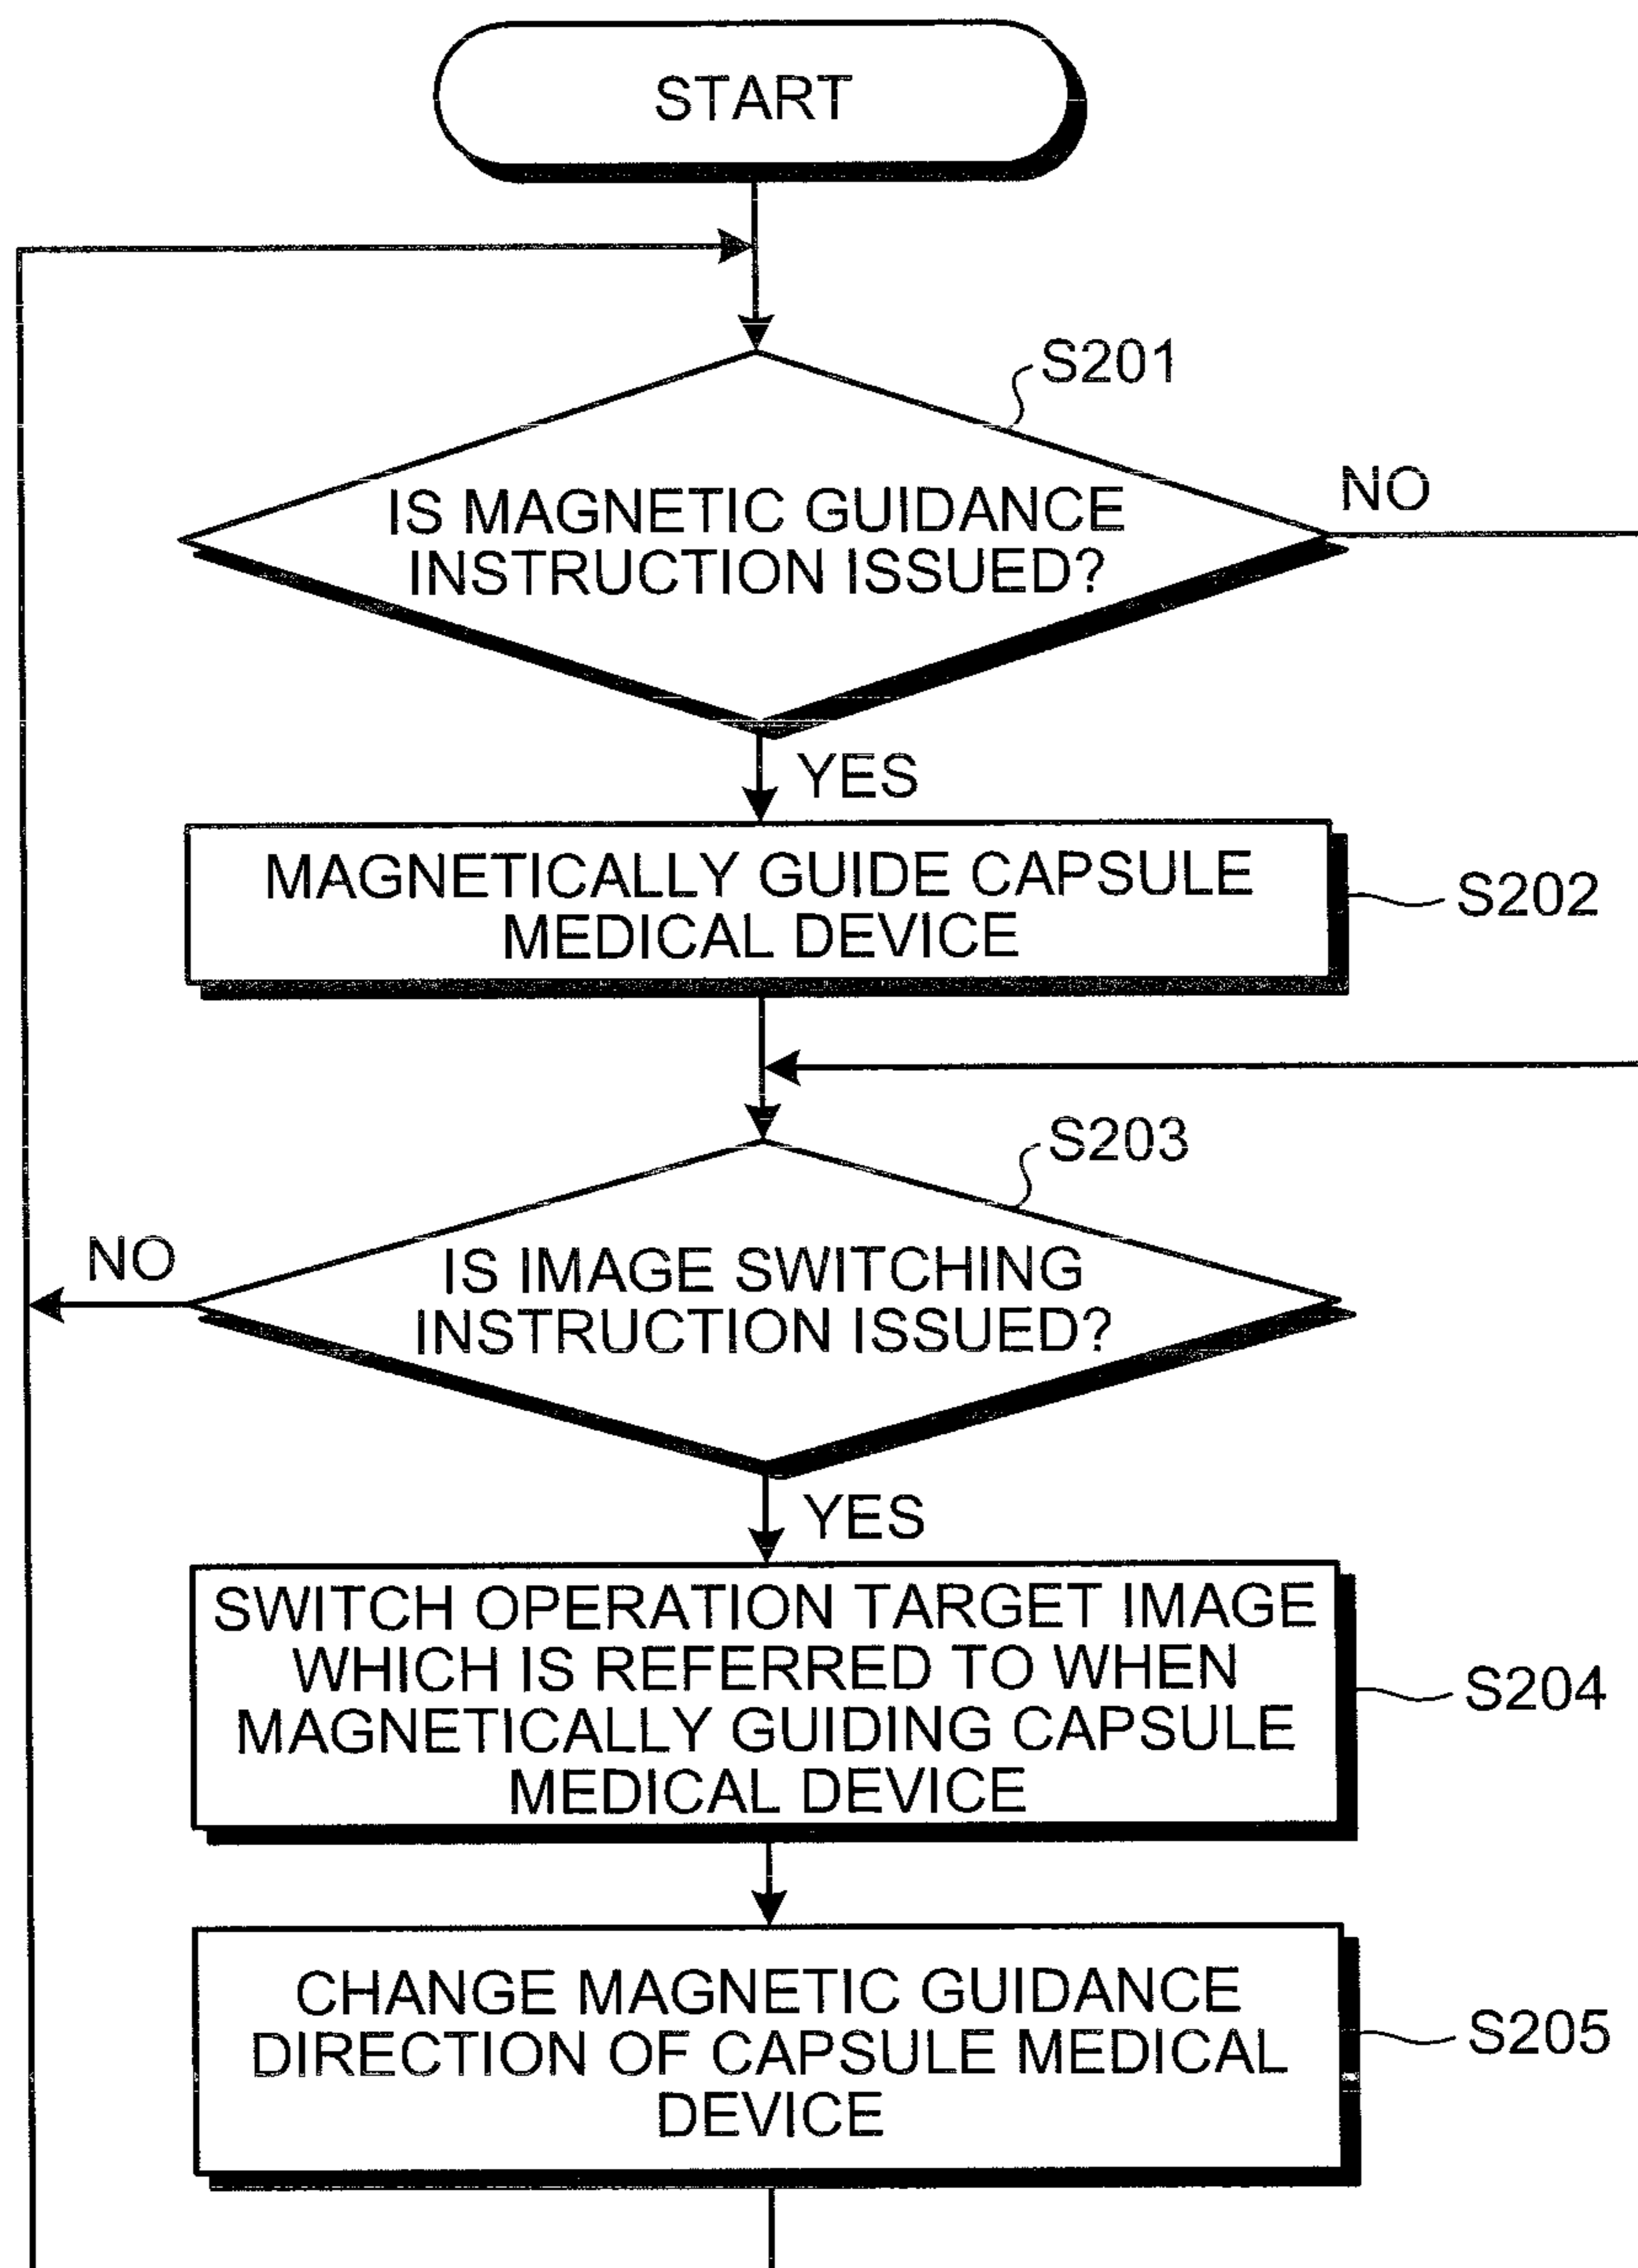 START
S201
IS MAGNETIC GUIDANCE
INSTRUCTION ISSUED?
NO
YES
MAGNETICALLY GUIDE CAPSULE
MEDICAL DEVICE
S202
S203
NO
IS IMAGE SWITCHING
INSTRUCTION ISSUED?
YES
SWITCH OPERATION TARGET IMAGE
WHICH IS REFERRED TO WHEN
MAGNETICALLY GUIDING CAPSULE
MEDICAL DEVICE
S204
CHANGE MAGNETIC GUIDANCE
DIRECTION OF CAPSULE MEDICAL
DEVICE
S205